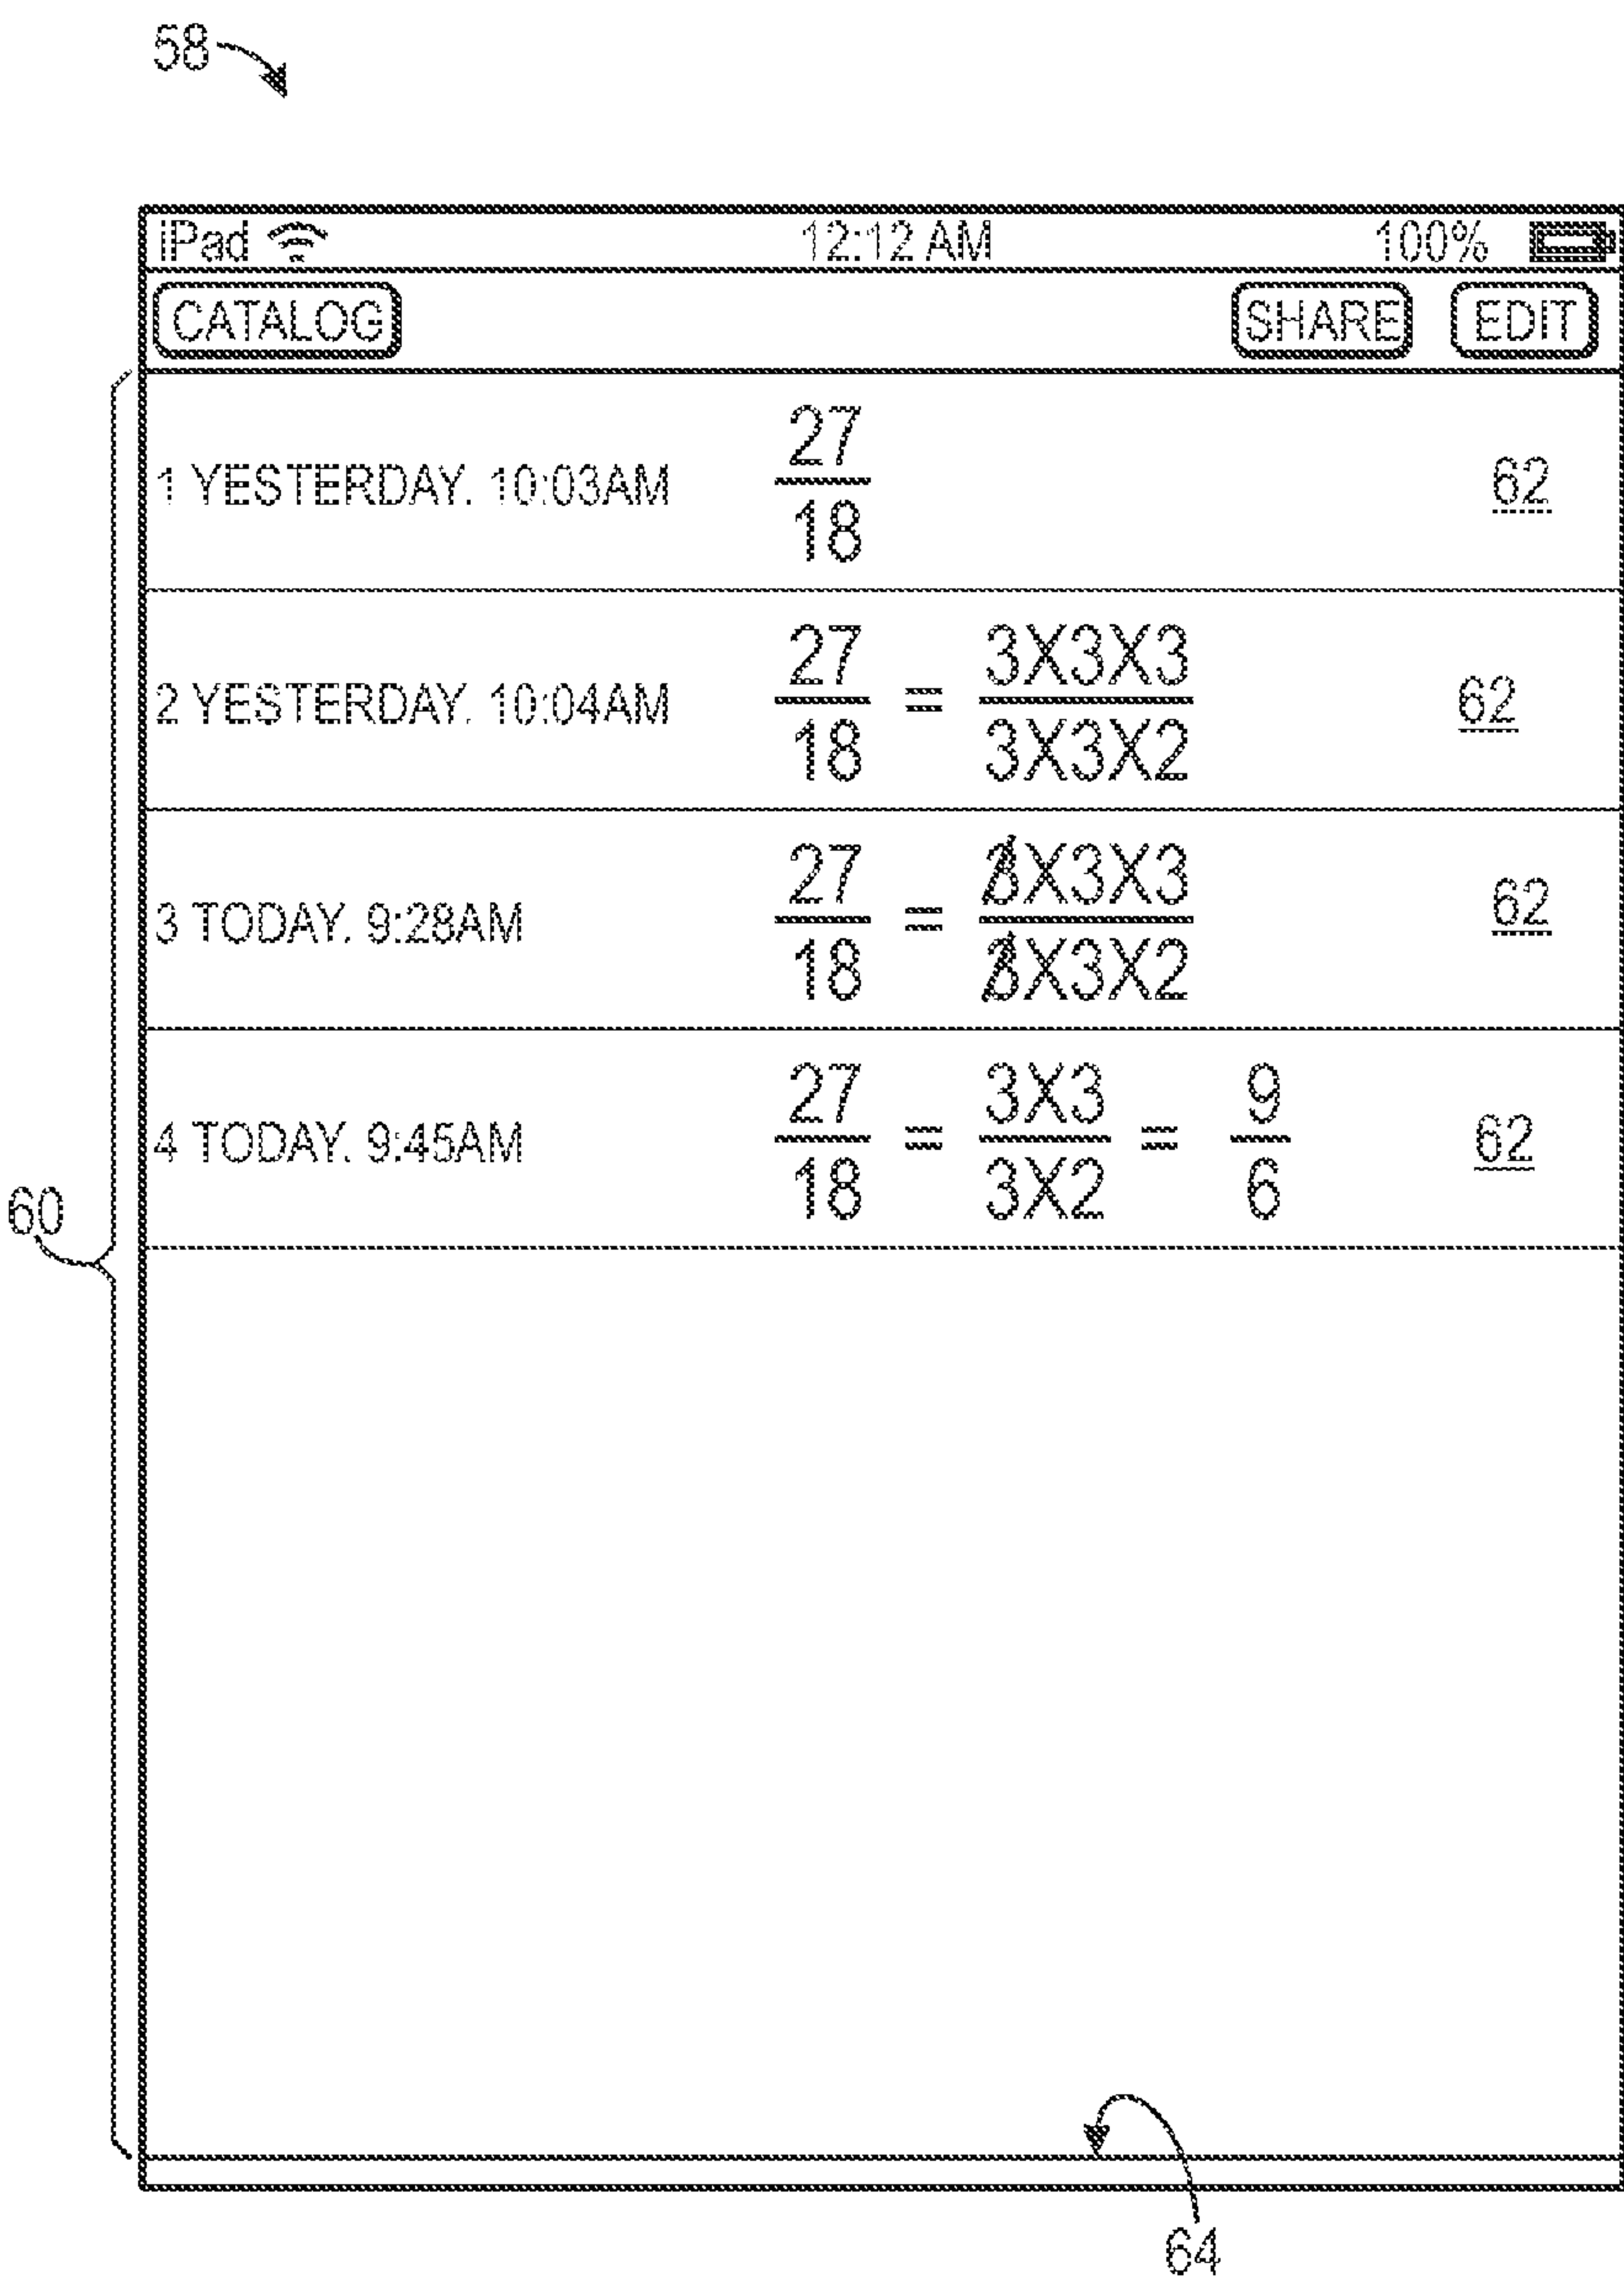 58
iPad 12:12 AM 100%
CATALOG SHARE EDIT
1 YESTERDAY. 10:03AM 27/18 62
2 YESTERDAY. 10:04AM 27/18 = 3X3X3/3X3X2 62
3 TODAY. 9:28AM 27/18 = 3X3X3/3X3X2 62
4 TODAY. 9:45AM 27/18 = 3X3/3X2 = 9/6 62
60
64